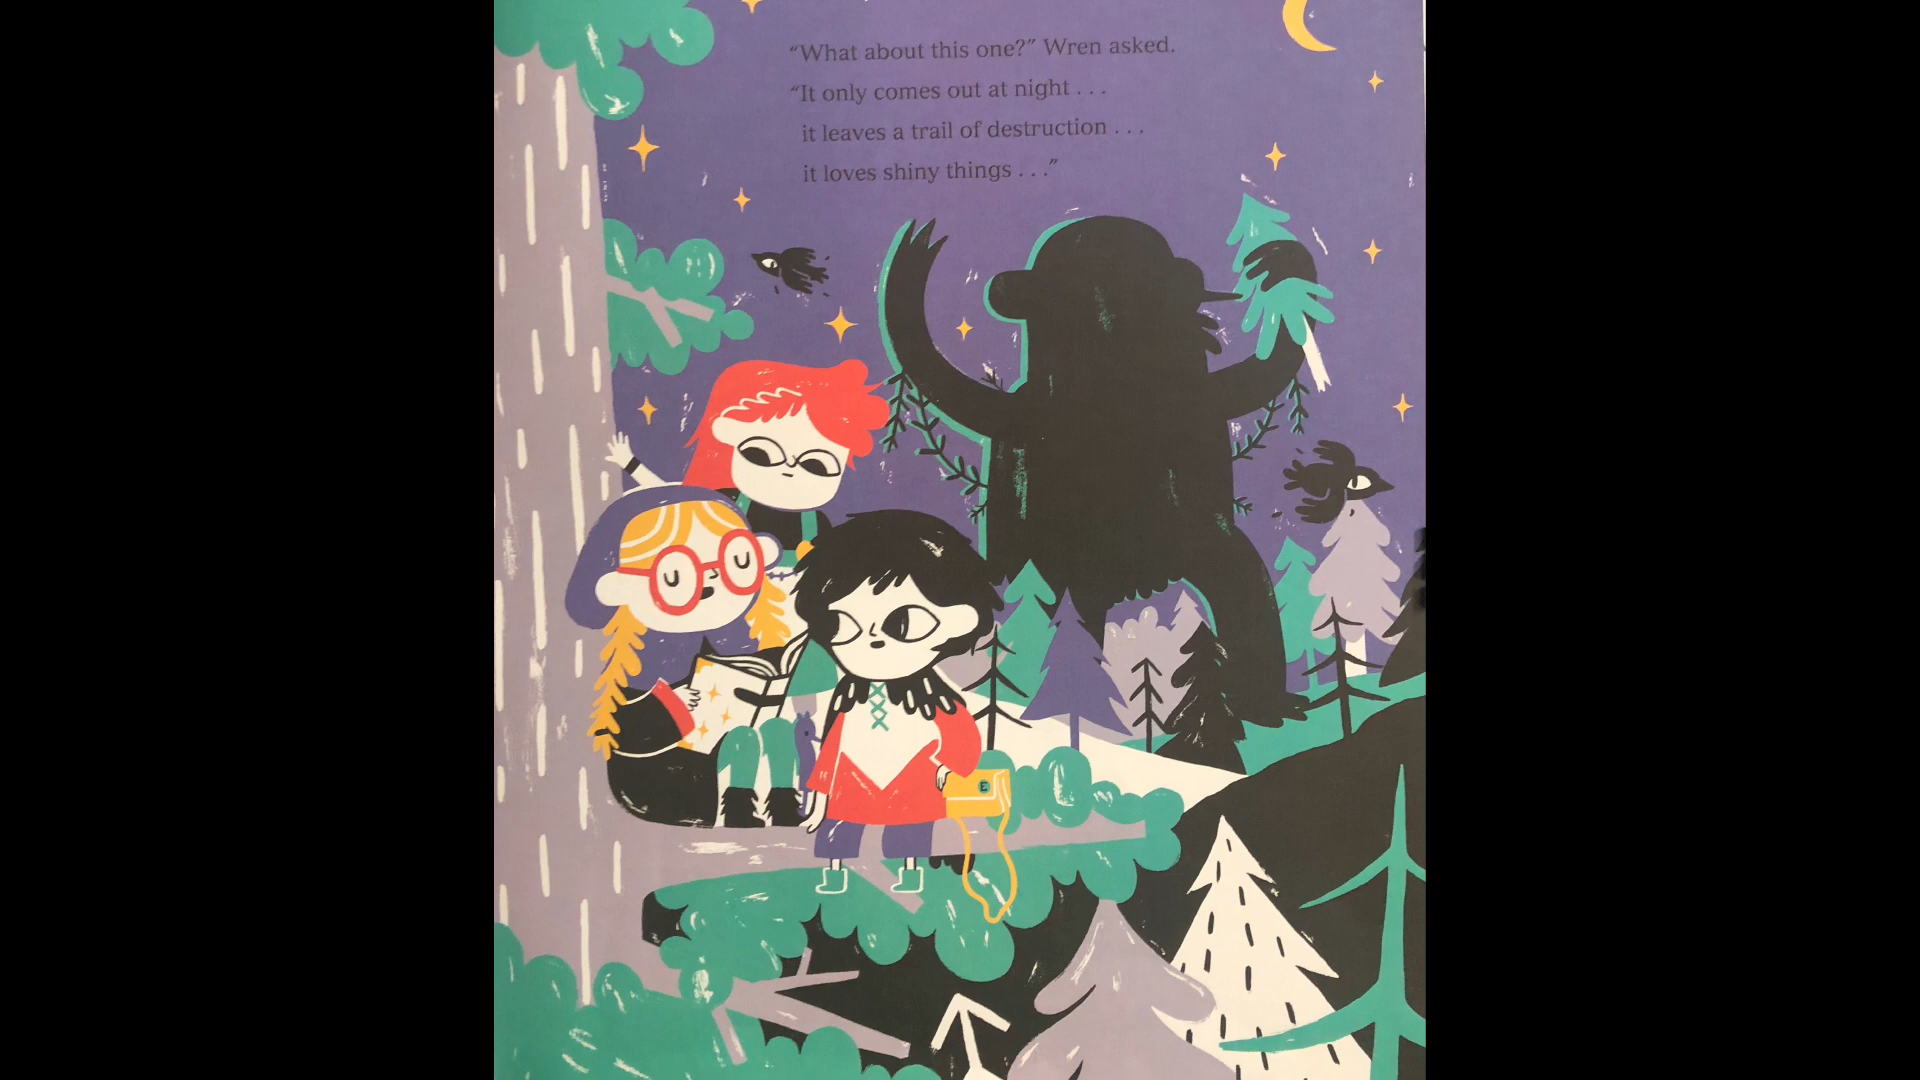 “What about this one?” Wren asked.
“It only comes out at night . . .
it leaves a trail of destruction . . .
it loves shiny things . . .”
E